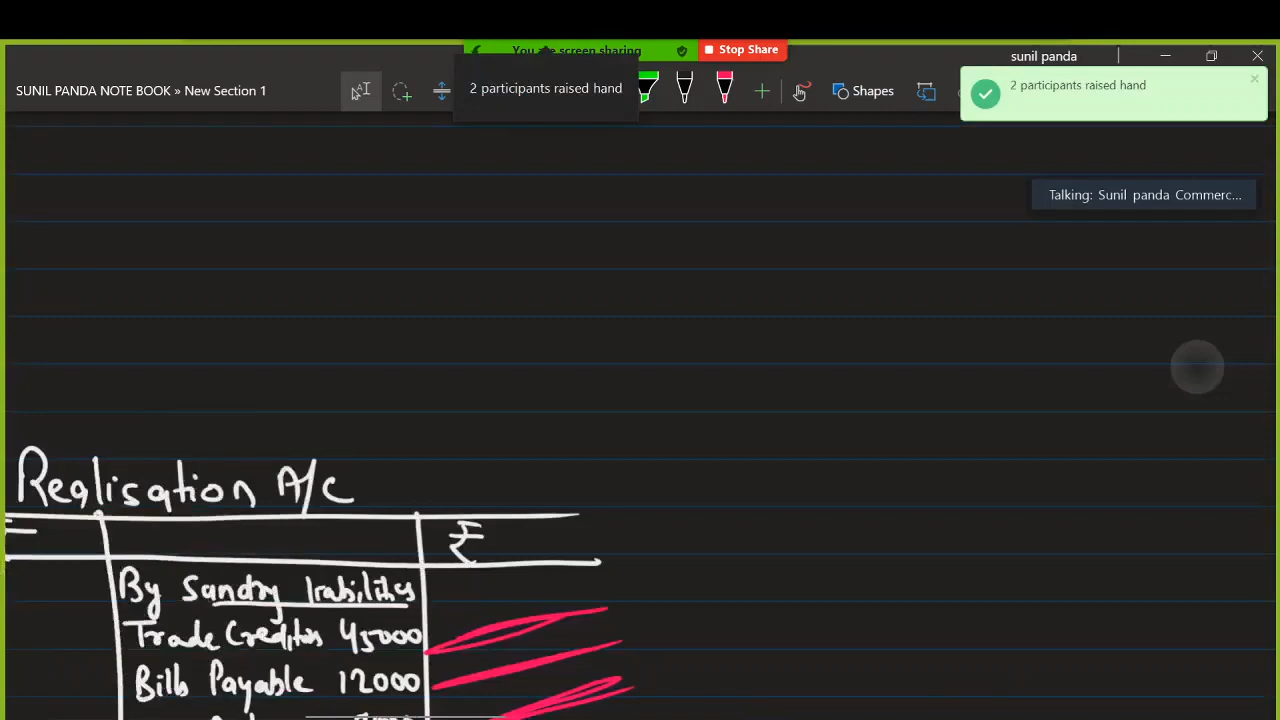 You are screen sharing
Stop Share
sunil panda
SUNIL PANDA NOTE BOOK » New Section 1
2 participants raised hand
Shapes
2 participants raised hand
Talking: Sunil panda Commerc...
Realisation A/C
₹
By Sundry liabilities
Trade Creditors 45000
Bills Payable 12000